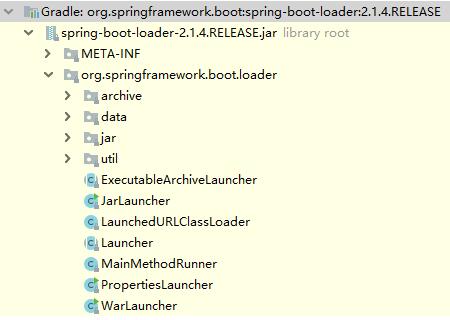 Gradle: org.springframework.boot:spring-boot-loader:2.1.4.RELEASE
spring-boot-loader-2.1.4.RELEASE.jar library root
META-INF
org.springframework.boot.loader
archive
data
jar
util
ExecutableArchiveLauncher
JarLauncher
LaunchedURLClassLoader
Launcher
MainMethodRunner
PropertiesLauncher
WarLauncher